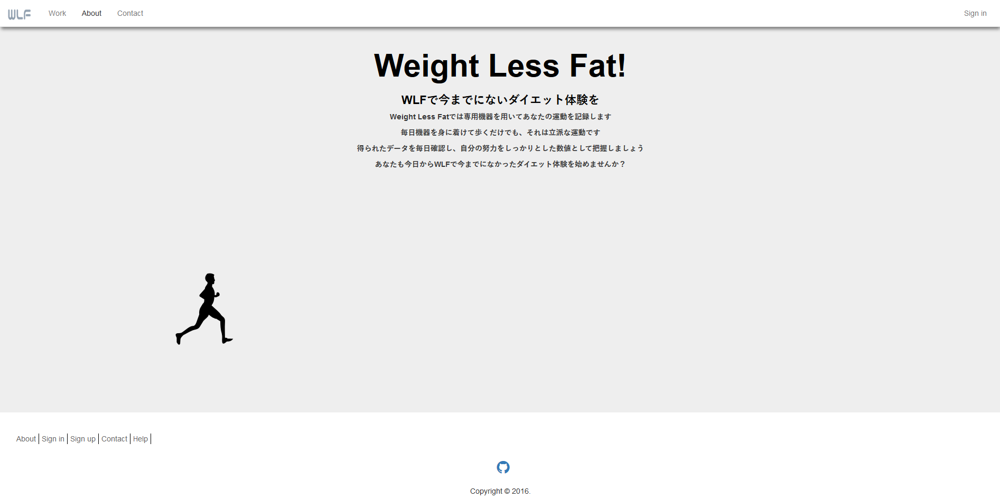 WLF Work About Contact Sign in
Weight Less Fat!
WLFで今までにないダイエット体験を
Weight Less Fatでは専用機器を用いてあなたの運動を記録します
毎日機器を身に着けて歩くだけでも、それは立派な運動です
得られたデータを毎日確認し、自分の努力をしっかりとした数値として把握しましょう
あなたも今日からWLFで今までになかったダイエット体験を始めませんか？
About Sign in Sign up Contact Help
Copyright © 2016.